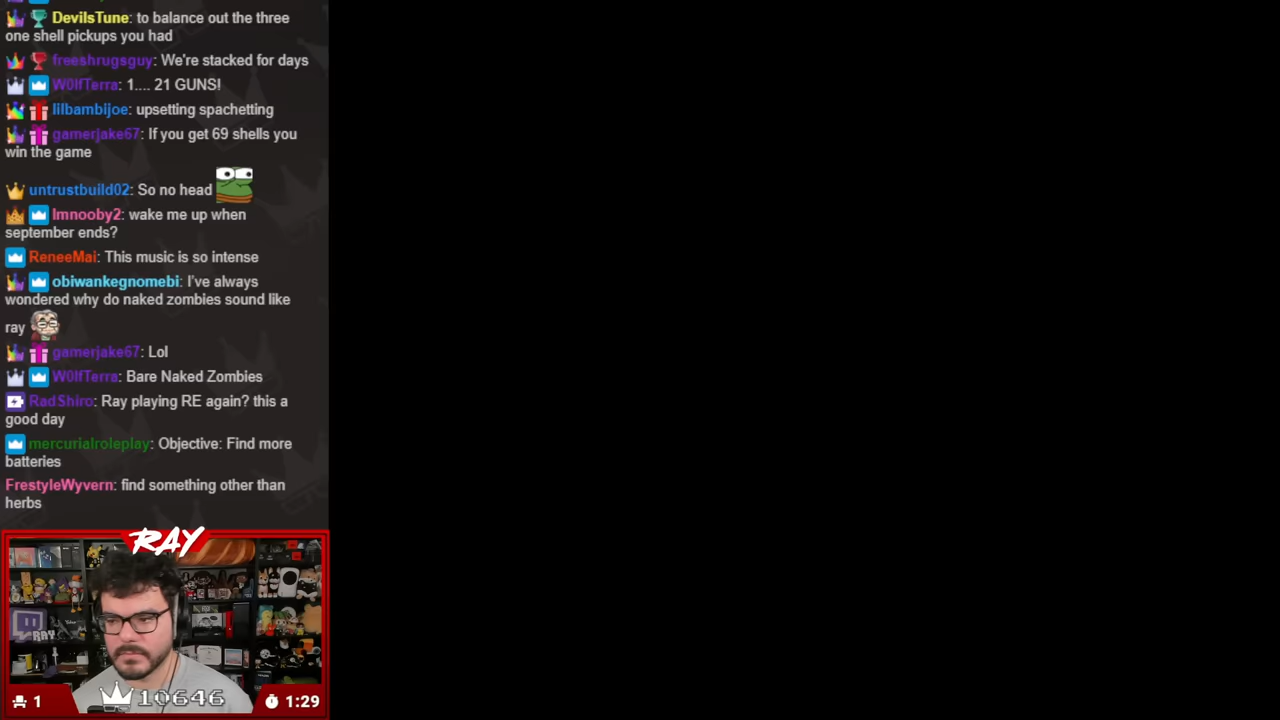 DevilsTune: to balance out the three
one shell pickups you had
freeshrugsguy: We're stacked for days
W0lfTerra: 1.... 21 GUNS!
lilbambijoe: upsetting spachetting
gamerjake67: If you get 69 shells you
win the game
untrustbuild02: So no head
Imnooby2: wake me up when
september ends?
ReneeMai: This music is so intense
obiwankegnomebi: I've always
wondered why do naked zombies sound like
ray
gamerjake67: Lol
W0lfTerra: Bare Naked Zombies
RadShiro: Ray playing RE again? this a
good day
mercurialroleplay: Objective: Find more
batteries
FrestyleWyvern: find something other than
herbs
RAY
RAY
1
10646
1:29